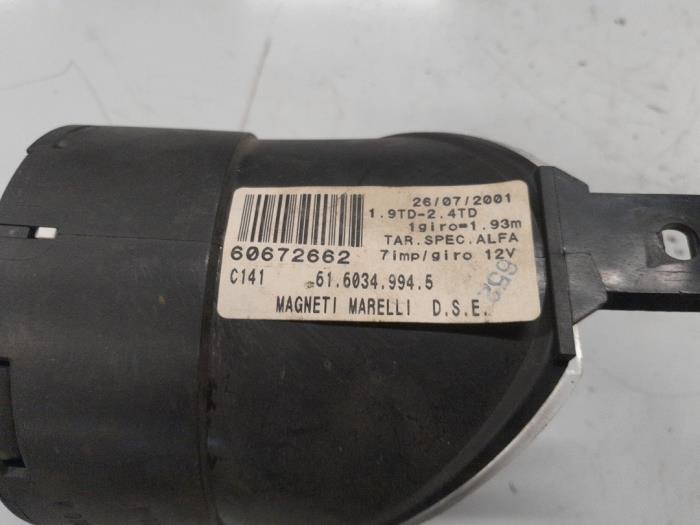 26/07/2001
1.9TD-2.4TD
1giro=1.93m
TAR.SPEC.ALFA
60672662 7imp/giro 12V
C141 61.6034.994.5
MAGNETI MARELLI D.S.E.
652